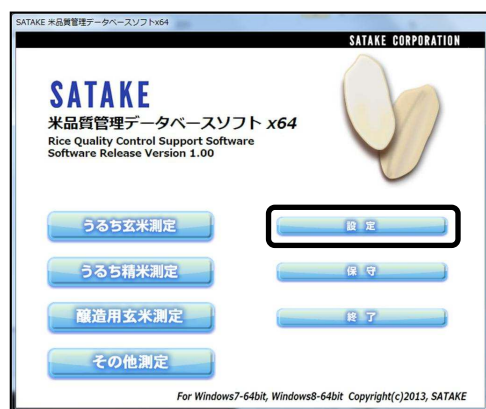 SATAKE 米品質管理データベースソフトx64
SATAKE CORPORATION
SATAKE
米品質管理データベースソフト x64
Rice Quality Control Support Software
Software Release Version 1.00
うるち玄米測定
設 定
うるち精米測定
保 守
醸造用玄米測定
終 了
その他測定
For Windows7-64bit, Windows8-64bit Copyright(c)2013, SATAKE